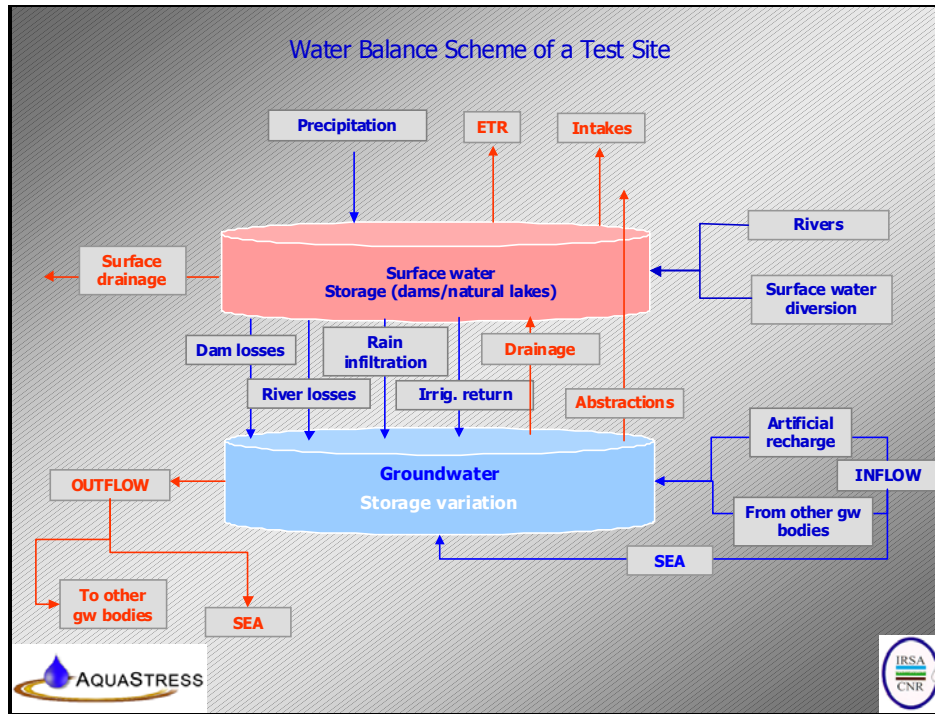 Water Balance Scheme of a Test Site
Precipitation
ETR
Intakes
Rivers
Surface
drainage
Surface water
Storage (dams/natural lakes)
Surface water
diversion
Dam losses
Rain
infiltration
Drainage
River losses
Irrig. return
Abstractions
Artificial
recharge
INFLOW
Groundwater
Storage variation
OUTFLOW
From other gw
bodies
SEA
To other
gw bodies
SEA
AQUASTRESS
IRSA
CNR